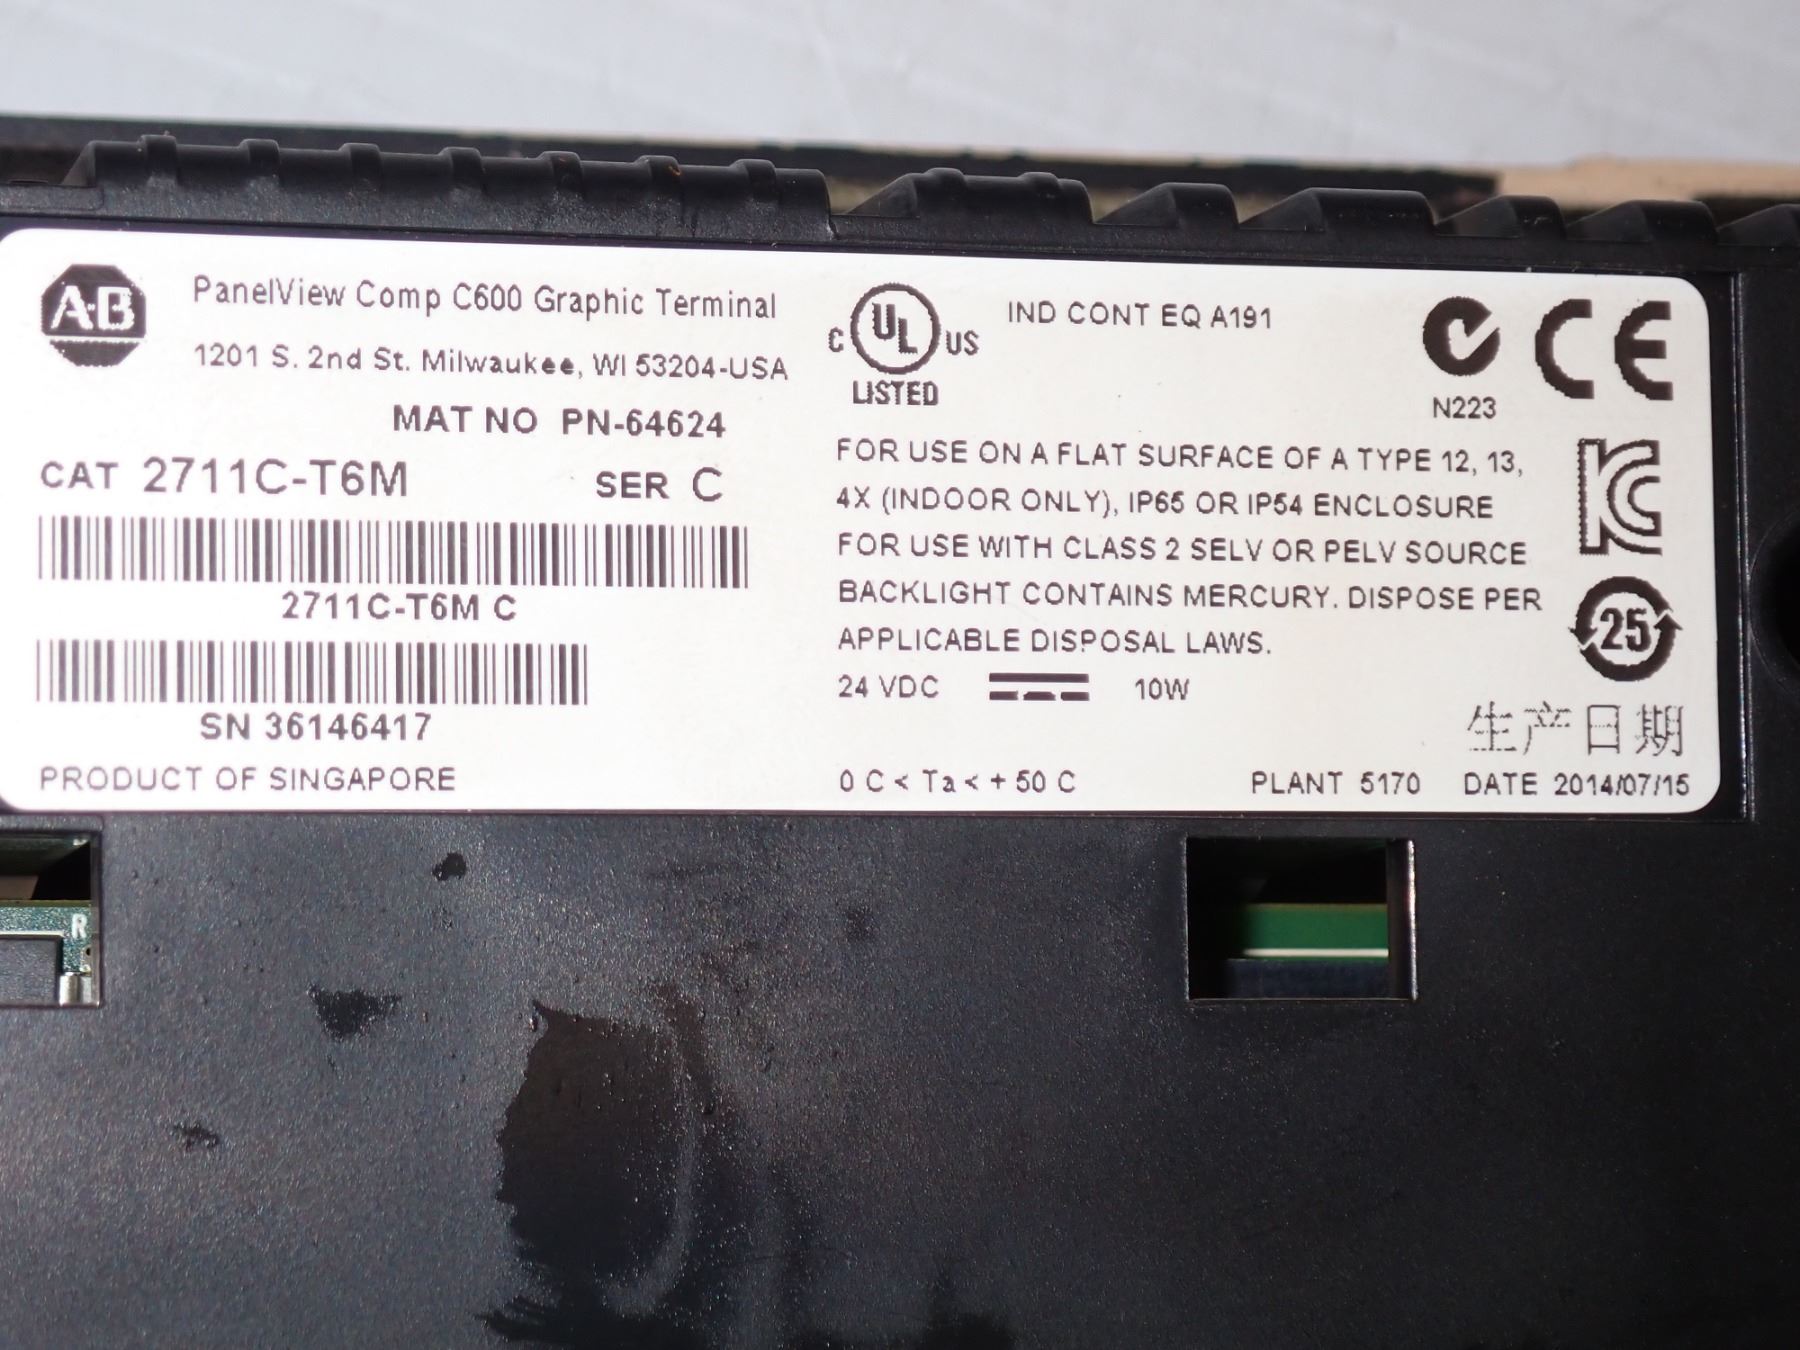 A-B
PanelView Comp C600 Graphic Terminal
1201 S. 2nd St. Milwaukee, WI 53204-USA
MAT NO PN-64624
CAT 2711C-T6M SER C
2711C-T6M C
SN 36146417
PRODUCT OF SINGAPORE
C UL US
LISTED
IND CONT EQ A191
N223
CE
FOR USE ON A FLAT SURFACE OF A TYPE 12, 13,
4X (INDOOR ONLY), IP65 OR IP54 ENCLOSURE
FOR USE WITH CLASS 2 SELV OR PELV SOURCE
BACKLIGHT CONTAINS MERCURY. DISPOSE PER
APPLICABLE DISPOSAL LAWS.
24 VDC 10W
0 C < Ta < + 50 C
KC
25
生产日期
PLANT 5170 DATE 2014/07/15
R